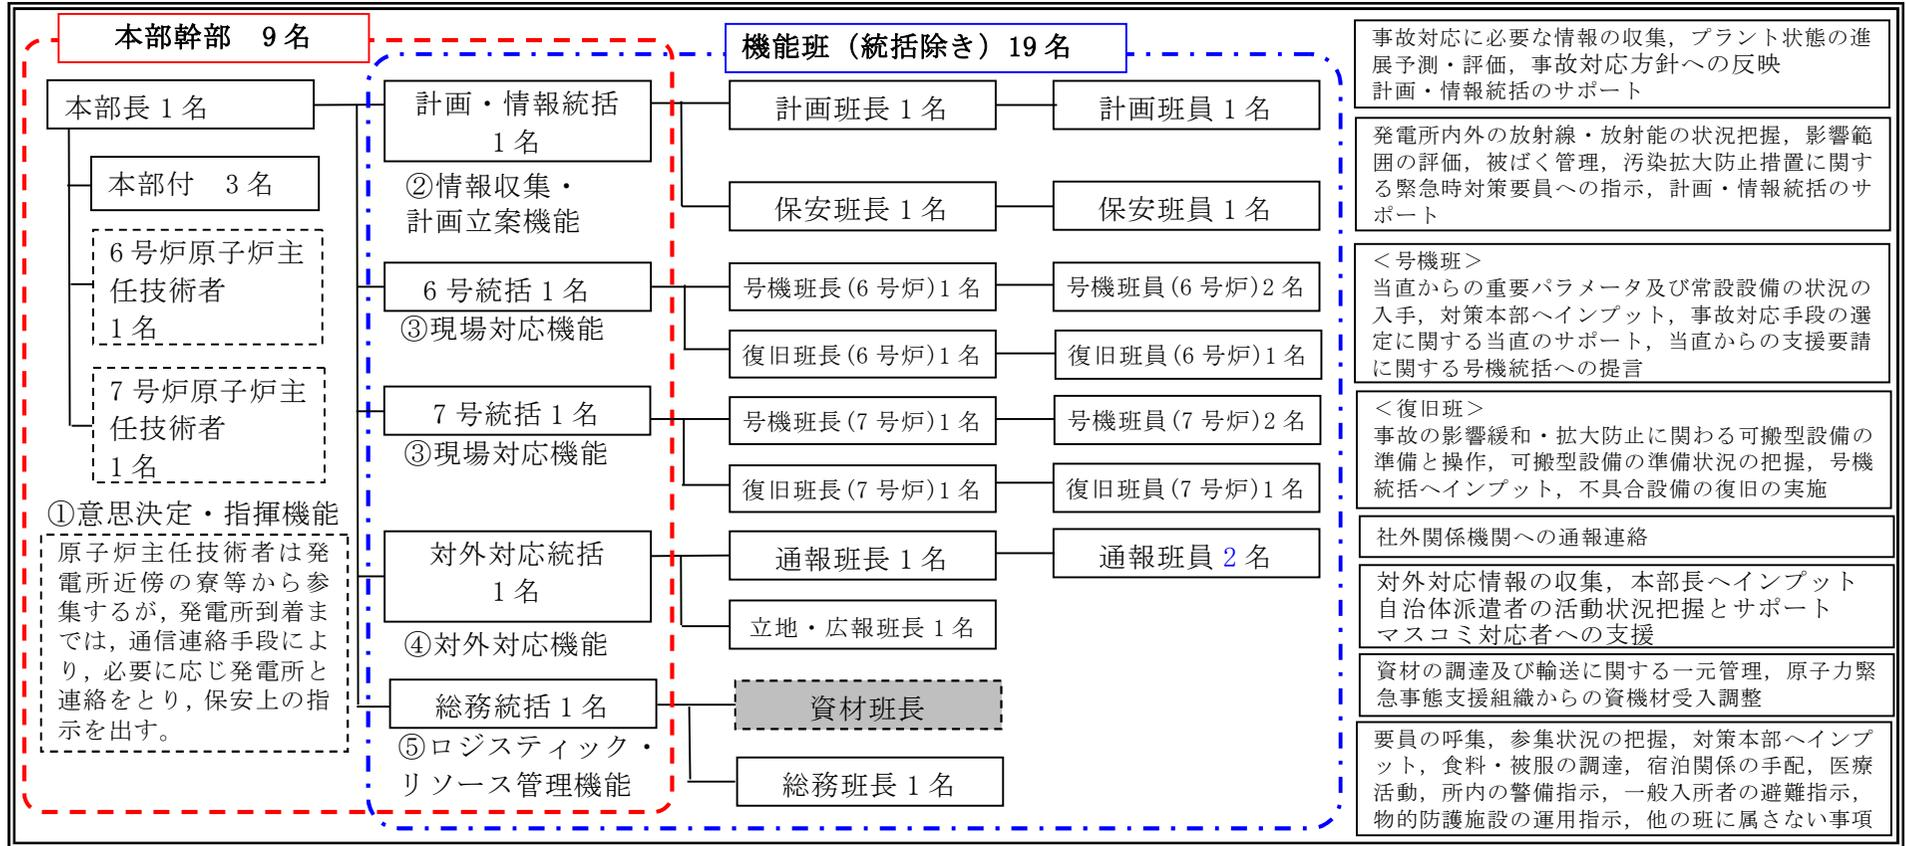 本部幹部　9名
機能班（統括除き）19名
本部長1名
本部付　3名
6号炉原子炉主
任技術者
1名
7号炉原子炉主
任技術者
1名
①意思決定・指揮機能
原子炉主任技術者は発
電所近傍の寮等から参
集するが，発電所到着ま
では，通信連絡手段によ
り，必要に応じ発電所と
連絡をとり，保安上の指
示を出す。
計画・情報統括
1名
②情報収集・
計画立案機能
6号統括1名
③現場対応機能
7号統括1名
③現場対応機能
対外対応統括
1名
④対外対応機能
総務統括1名
⑤ロジスティック・
リソース管理機能
計画班長1名
計画班員1名
保安班長1名
保安班員1名
号機班長(6号炉)1名
号機班員(6号炉)2名
復旧班長(6号炉)1名
復旧班員(6号炉)1名
号機班長(7号炉)1名
号機班員(7号炉)2名
復旧班長(7号炉)1名
復旧班員(7号炉)1名
通報班長1名
通報班員2名
立地・広報班長1名
資材班長
総務班長1名
事故対応に必要な情報の収集，プラント状態の進
展予測・評価，事故対応方針への反映
計画・情報統括のサポート
発電所内外の放射線・放射能の状況把握，影響範
囲の評価，被ばく管理，汚染拡大防止措置に関す
る緊急時対策要員への指示，計画・情報統括のサ
ポート
＜号機班＞
当直からの重要パラメータ及び常設設備の状況の
入手，対策本部へインプット，事故対応手段の選
定に関する当直のサポート，当直からの支援要請
に関する号機統括への提言
＜復旧班＞
事故の影響緩和・拡大防止に関わる可搬型設備の
準備と操作，可搬型設備の準備状況の把握，号機
統括へインプット，不具合設備の復旧の実施
社外関係機関への通報連絡
対外対応情報の収集，本部長へインプット
自治体派遣者の活動状況把握とサポート
マスコミ対応者への支援
資材の調達及び輸送に関する一元管理，原子力緊
急事態支援組織からの資機材受入調整
要員の呼集，参集状況の把握，対策本部へインプ
ット，食料・被服の調達，宿泊関係の手配，医療
活動，所内の警備指示，一般入所者の避難指示，
物的防護施設の運用指示，他の班に属さない事項